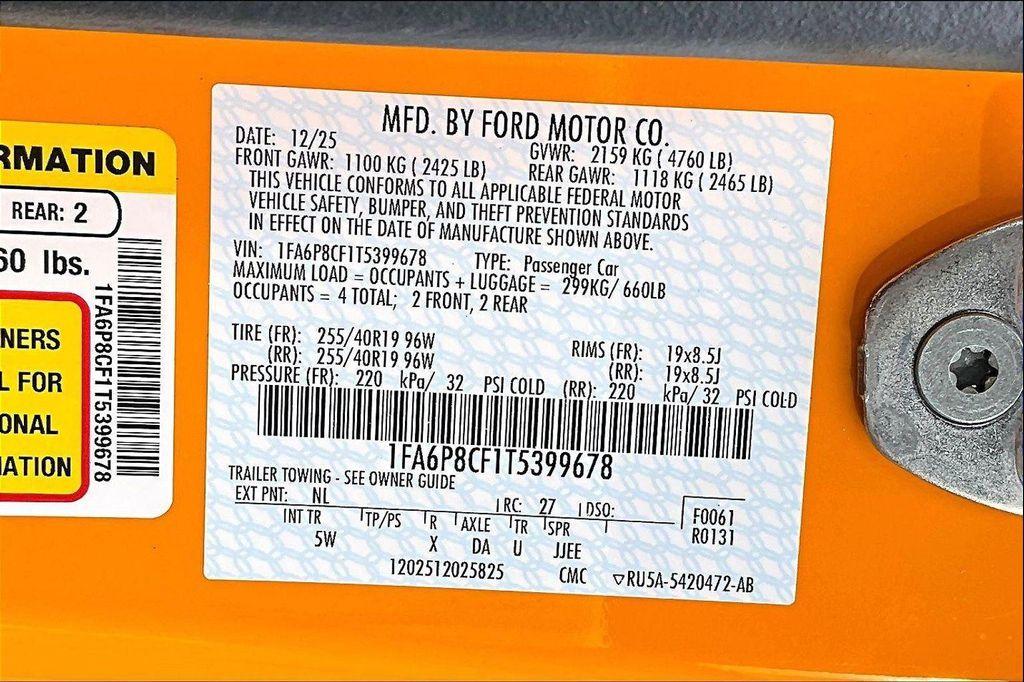 RMATION
REAR: 2
60 lbs.
NERS
L FOR
ONAL
IATION
1FA6P8CF1T5399678
MFD. BY FORD MOTOR CO.
DATE: 12/25 GVWR: 2159 KG ( 4760 LB)
FRONT GAWR: 1100 KG ( 2425 LB) REAR GAWR: 1118 KG ( 2465 LB)
THIS VEHICLE CONFORMS TO ALL APPLICABLE FEDERAL MOTOR
VEHICLE SAFETY, BUMPER, AND THEFT PREVENTION STANDARDS
IN EFFECT ON THE DATE OF MANUFACTURE SHOWN ABOVE.
VIN: 1FA6P8CF1T5399678 TYPE: Passenger Car
MAXIMUM LOAD = OCCUPANTS + LUGGAGE = 299KG/ 660LB
OCCUPANTS = 4 TOTAL; 2 FRONT, 2 REAR
TIRE (FR): 255/40R19 96W RIMS (FR): 19x8.5J
(RR): 255/40R19 96W (RR): 19x8.5J
PRESSURE (FR): 220 kPa/ 32 PSI COLD (RR): 220 kPa/ 32 PSI COLD
1FA6P8CF1T5399678
TRAILER TOWING - SEE OWNER GUIDE
EXT PNT: NL RC: 27 DSO: F0061
R0131
INT TR TP/PS R AXLE TR SPR
5W X DA U JJEE
1202512025825 CMC ▽RU5A-5420472-AB